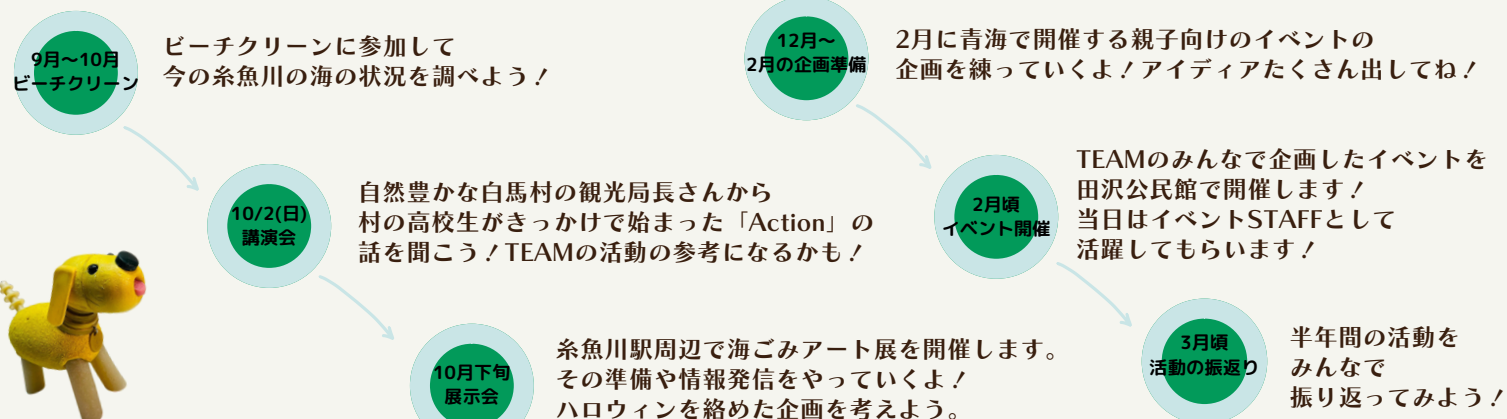 9月～10月
ビーチクリーン
ビーチクリーンに参加して
今の糸魚川の海の状況を調べよう！
10/2(日)
講演会
自然豊かな白馬村の観光局長さんから
村の高校生がきっかけで始まった「Action」の
話を聞こう！TEAMの活動の参考になるかも！
10月下旬
展示会
糸魚川駅周辺で海ごみアート展を開催します。
その準備や情報発信をやっていくよ！
ハロウィンを絡めた企画を考えよう。
12月～
2月の企画準備
2月に青海で開催する親子向けのイベントの
企画を練っていくよ！アイディアたくさん出してね！
2月頃
イベント開催
TEAMのみんなで企画したイベントを
田沢公民館で開催します！
当日はイベントSTAFFとして
活躍してもらいます！
3月頃
活動の振返り
半年間の活動を
みんなで
振り返ってみよう！